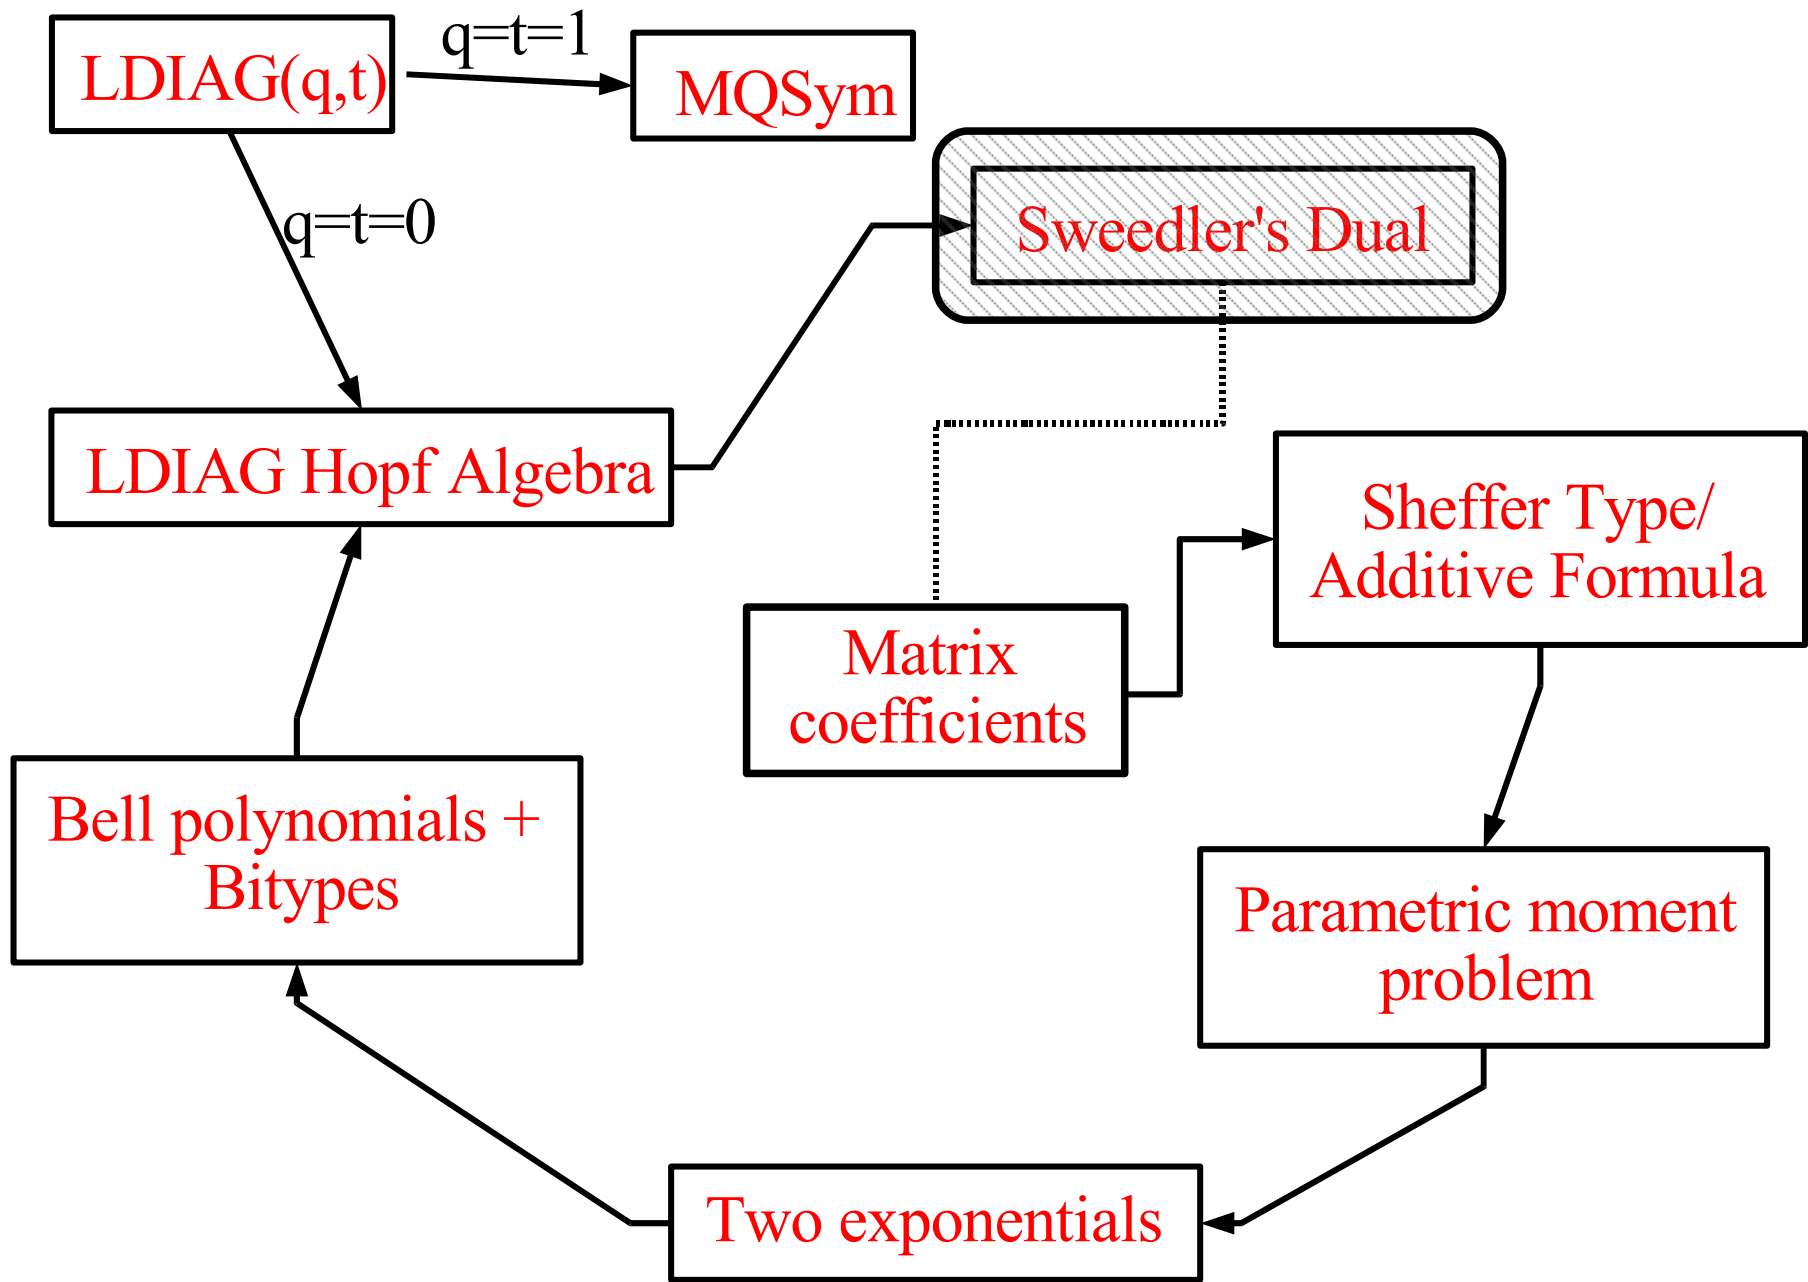 LDIAG(q,t)
q=t=1
MQSym
q=t=0
Sweedler's Dual
LDIAG Hopf Algebra
Sheffer Type/
Additive Formula
Matrix
coefficients
Bell polynomials +
Bitypes
Parametric moment
problem
Two exponentials